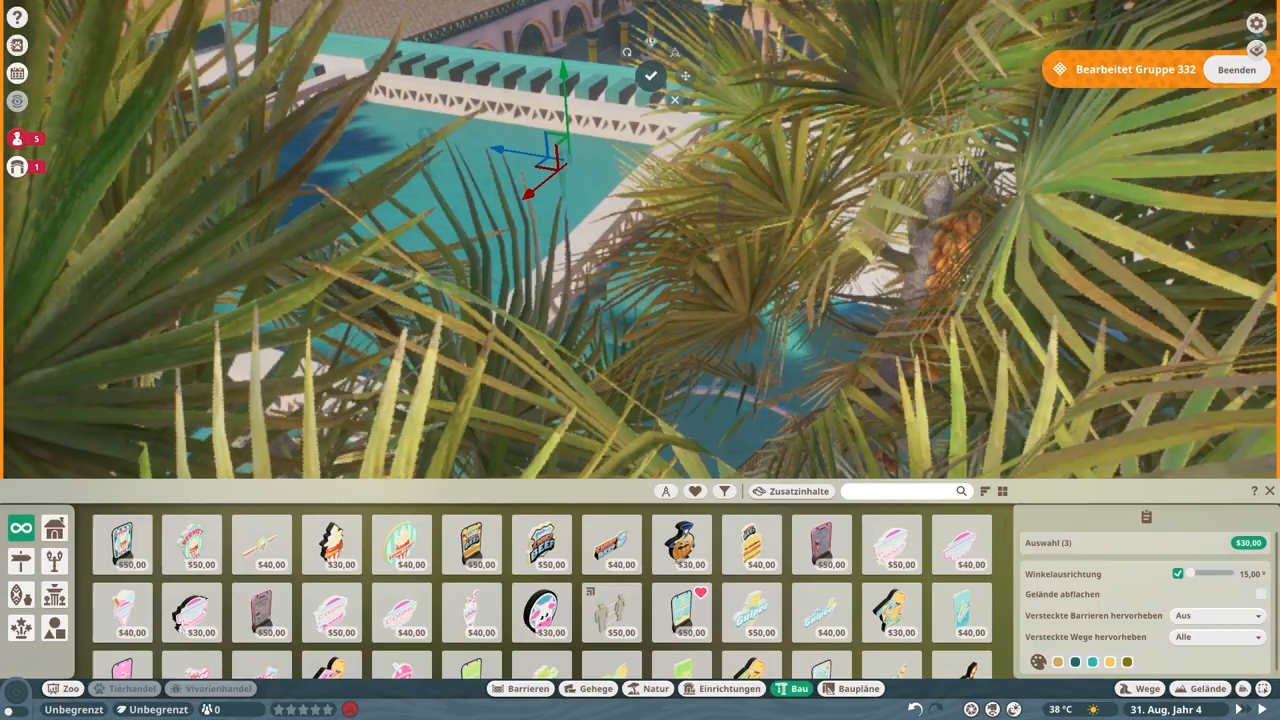 ?
Bearbeitet Gruppe 332
Beenden
5
1
Zusatzinhalte
?
$50,00
$50,00
$40,00
$30,00
$40,00
$50,00
$50,00
$40,00
$30,00
$40,00
$50,00
$50,00
$40,00
$40,00
$30,00
$50,00
$50,00
$40,00
$40,00
$30,00
$50,00
$50,00
$50,00
$40,00
$30,00
$40,00
Auswahl (3)
$30,00
Winkelausrichtung
15,00 °
Gelände abflachen
Versteckte Barrieren hervorheben
Aus
Versteckte Wege hervorheben
Alle
Zoo
Tierhandel
Vivarienhandel
Barrieren
Gehege
Natur
Einrichtungen
Bau
Baupläne
Wege
Gelände
Unbegrenzt
Unbegrenzt
0
38 °C
31. Aug, Jahr 4